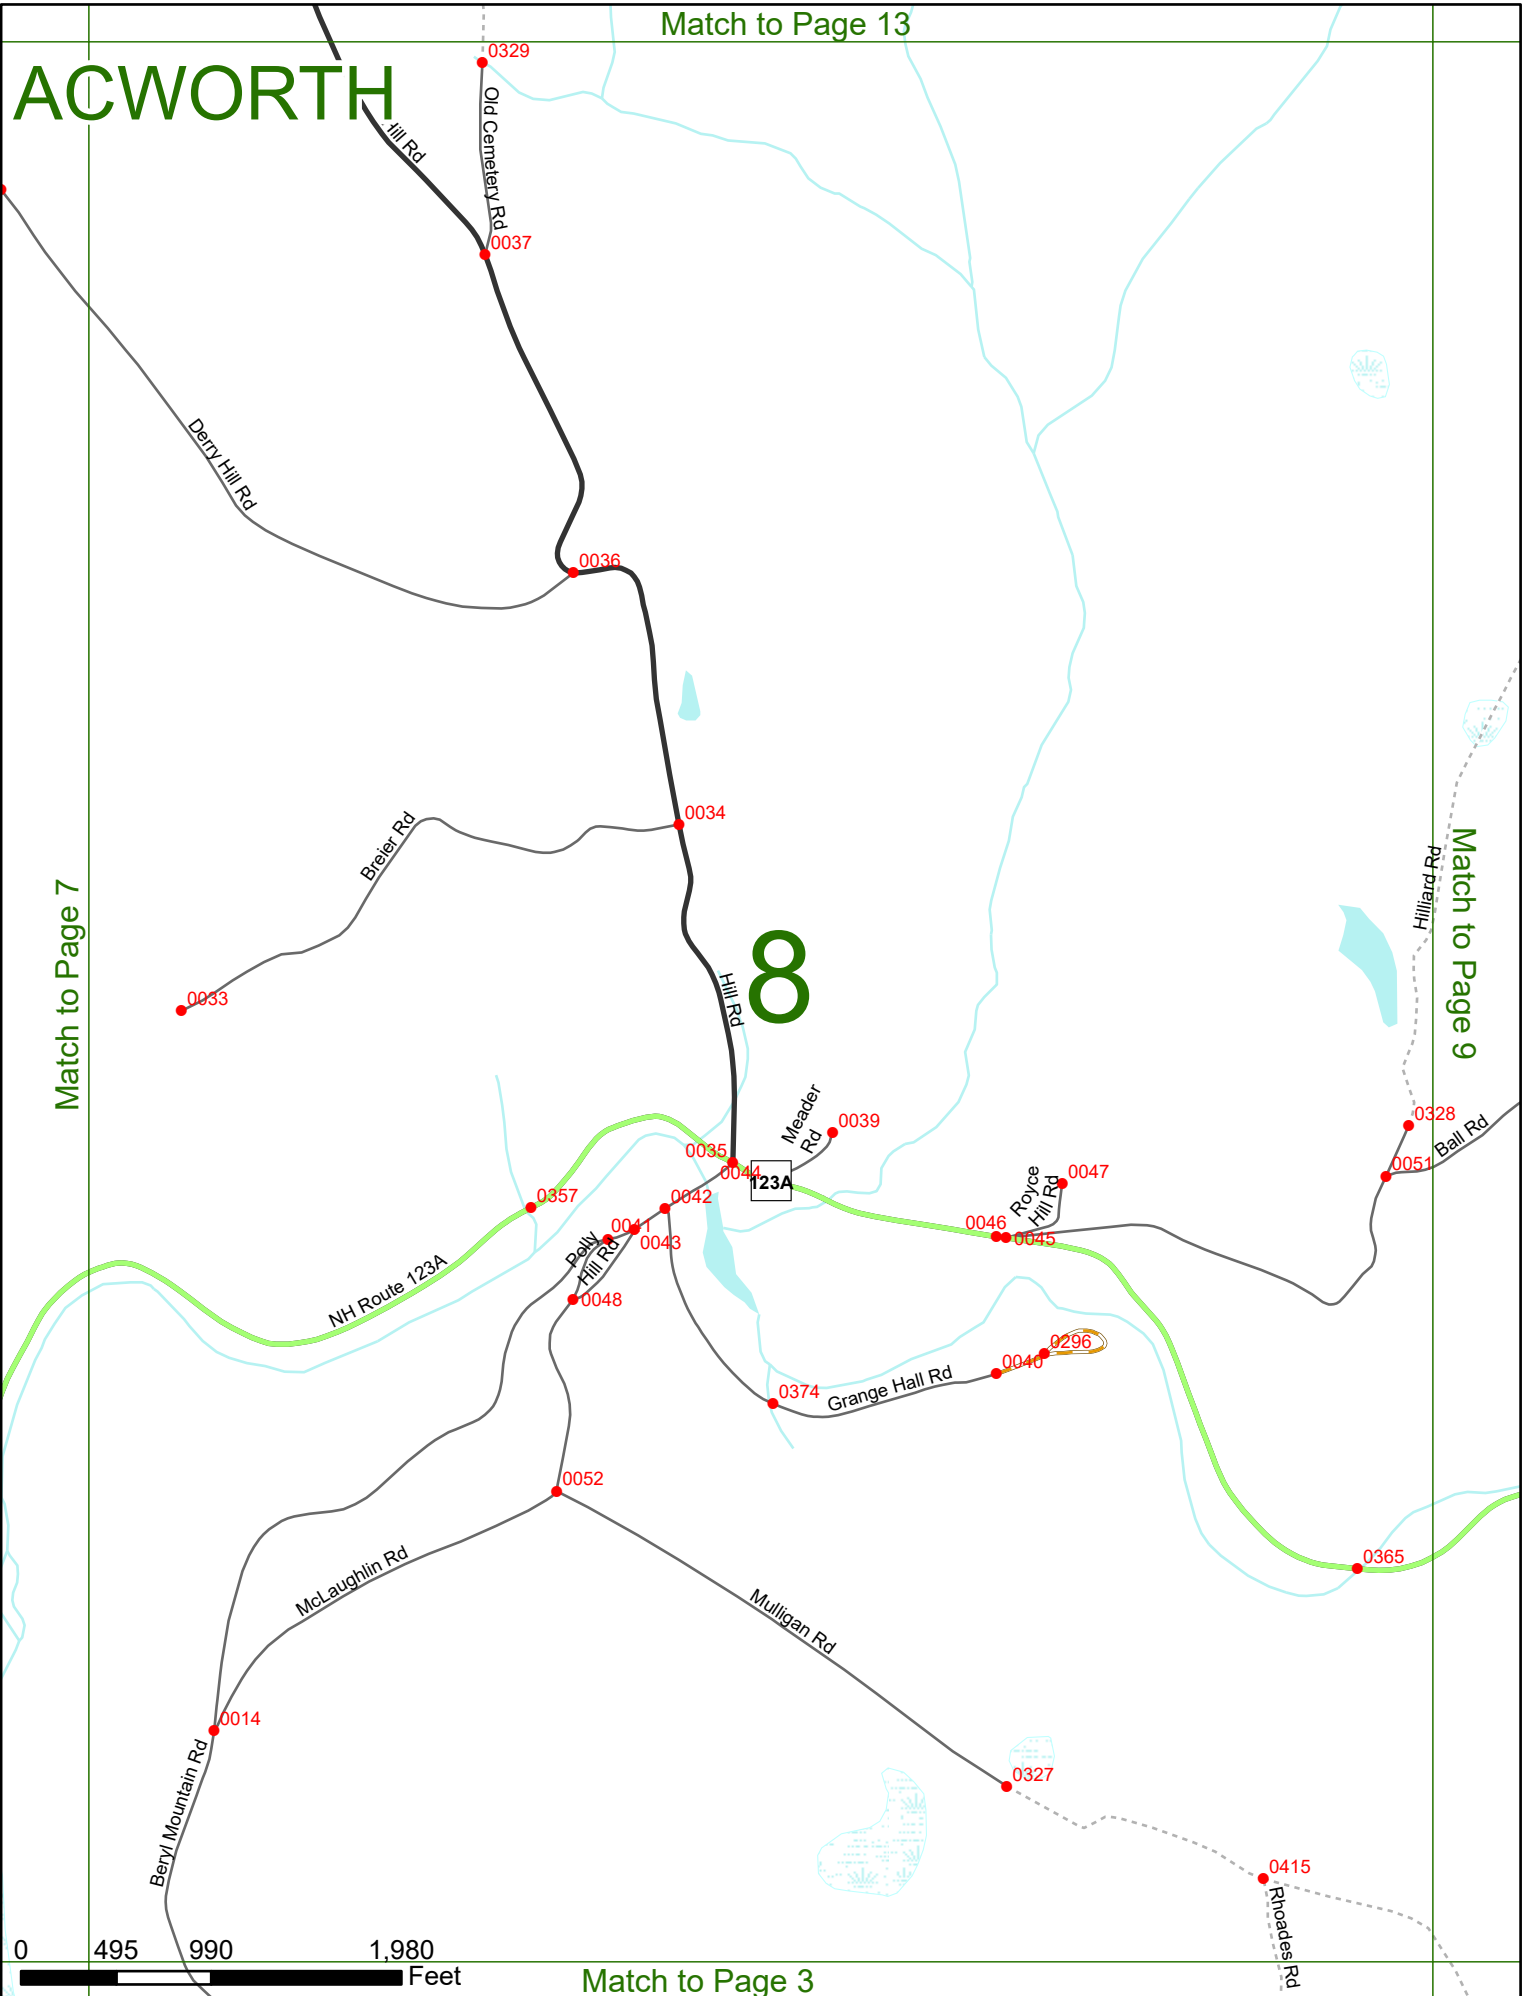 Match to Page 13
ACWORTH
0329
Old Cemetery Rd
Hill Rd
0037
Derry Hill Rd
0036
0034
Breier Rd
Hilliard Rd
Match to Page 9
Match to Page 7
8
0033
Hill Rd
Meader
Rd
0039
0328
Ball Rd
0035
0044
123A
0051
Royce
Hill Rd
0047
0357
0042
0046
0045
0041
0043
Polly
Hill Rd
NH Route 123A
0048
0296
0040
Grange Hall Rd
0374
0052
0365
McLaughlin Rd
Mulligan Rd
0014
Beryl Mountain Rd
0327
0415
Rhoades Rd
0 495 990 1,980
Feet
Match to Page 3